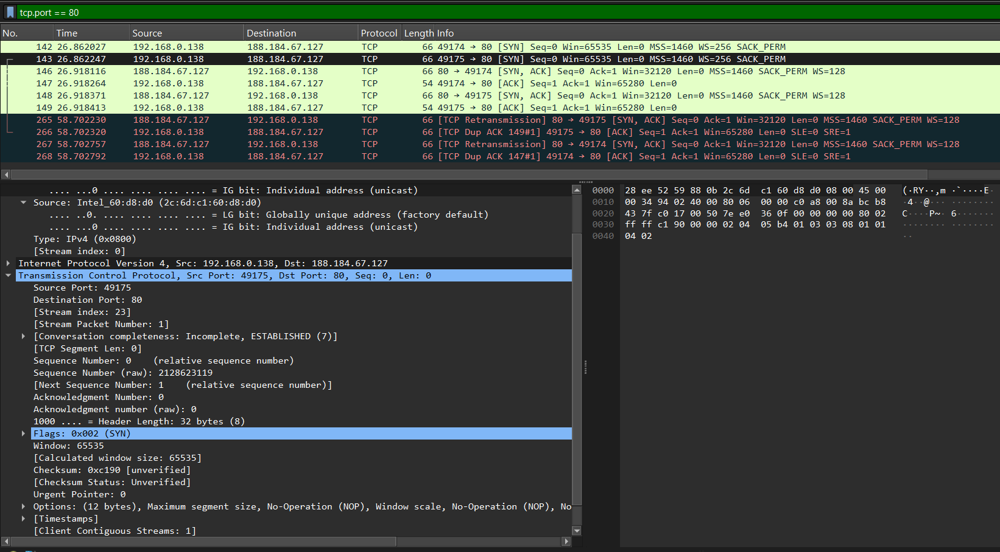 tcp.port == 80
No. Time Source Destination Protocol Length Info
142 26.862027 192.168.0.138 188.184.67.127 TCP 66 49174 → 80 [SYN] Seq=0 Win=65535 Len=0 MSS=1460 WS=256 SACK_PERM
143 26.862247 192.168.0.138 188.184.67.127 TCP 66 49175 → 80 [SYN] Seq=0 Win=65535 Len=0 MSS=1460 WS=256 SACK_PERM
146 26.918116 188.184.67.127 192.168.0.138 TCP 66 80 → 49174 [SYN, ACK] Seq=0 Ack=1 Win=32120 Len=0 MSS=1460 SACK_PERM WS=128
147 26.918264 192.168.0.138 188.184.67.127 TCP 54 49174 → 80 [ACK] Seq=1 Ack=1 Win=65280 Len=0
148 26.918371 188.184.67.127 192.168.0.138 TCP 66 80 → 49175 [SYN, ACK] Seq=0 Ack=1 Win=32120 Len=0 MSS=1460 SACK_PERM WS=128
149 26.918413 192.168.0.138 188.184.67.127 TCP 54 49175 → 80 [ACK] Seq=1 Ack=1 Win=65280 Len=0
265 58.702230 188.184.67.127 192.168.0.138 TCP 66 [TCP Retransmission] 80 → 49175 [SYN, ACK] Seq=0 Ack=1 Win=32120 Len=0 MSS=1460 SACK_PERM WS=128
266 58.702320 192.168.0.138 188.184.67.127 TCP 66 [TCP Dup ACK 149#1] 49175 → 80 [ACK] Seq=1 Ack=1 Win=65280 Len=0 SLE=0 SRE=1
267 58.702757 188.184.67.127 192.168.0.138 TCP 66 [TCP Retransmission] 80 → 49174 [SYN, ACK] Seq=0 Ack=1 Win=32120 Len=0 MSS=1460 SACK_PERM WS=128
268 58.702792 192.168.0.138 188.184.67.127 TCP 66 [TCP Dup ACK 147#1] 49174 → 80 [ACK] Seq=1 Ack=1 Win=65280 Len=0 SLE=0 SRE=1
.... ...0 .... .... .... .... = IG bit: Individual address (unicast)
Source: Intel_60:d8:d0 (2c:6d:c1:60:d8:d0)
.... ..0. .... .... .... .... = LG bit: Globally unique address (factory default)
.... ...0 .... .... .... .... = IG bit: Individual address (unicast)
Type: IPv4 (0x0800)
[Stream index: 0]
Internet Protocol Version 4, Src: 192.168.0.138, Dst: 188.184.67.127
Transmission Control Protocol, Src Port: 49175, Dst Port: 80, Seq: 0, Len: 0
Source Port: 49175
Destination Port: 80
[Stream index: 23]
[Stream Packet Number: 1]
[Conversation completeness: Incomplete, ESTABLISHED (7)]
[TCP Segment Len: 0]
Sequence Number: 0    (relative sequence number)
Sequence Number (raw): 2128623119
[Next Sequence Number: 1    (relative sequence number)]
Acknowledgment Number: 0
Acknowledgment number (raw): 0
1000 .... = Header Length: 32 bytes (8)
Flags: 0x002 (SYN)
Window: 65535
[Calculated window size: 65535]
Checksum: 0xc190 [unverified]
[Checksum Status: Unverified]
Urgent Pointer: 0
Options: (12 bytes), Maximum segment size, No-Operation (NOP), Window scale, No-Operation (NOP), No
[Timestamps]
[Client Contiguous Streams: 1]
0000 28 ee 52 59 88 0b 2c 6d c1 60 d8 d0 08 00 45 00 (·RY··,m ·`····E·
0010 00 34 94 02 40 00 80 06 00 00 c0 a8 00 8a bc b8 ·4··@··· ········
0020 43 7f c0 17 00 50 7e e0 36 0f 00 00 00 00 80 02 C····P~· 6·······
0030 ff ff c1 90 00 00 02 04 05 b4 01 03 03 08 01 01 ········ ········
0040 04 02 ··